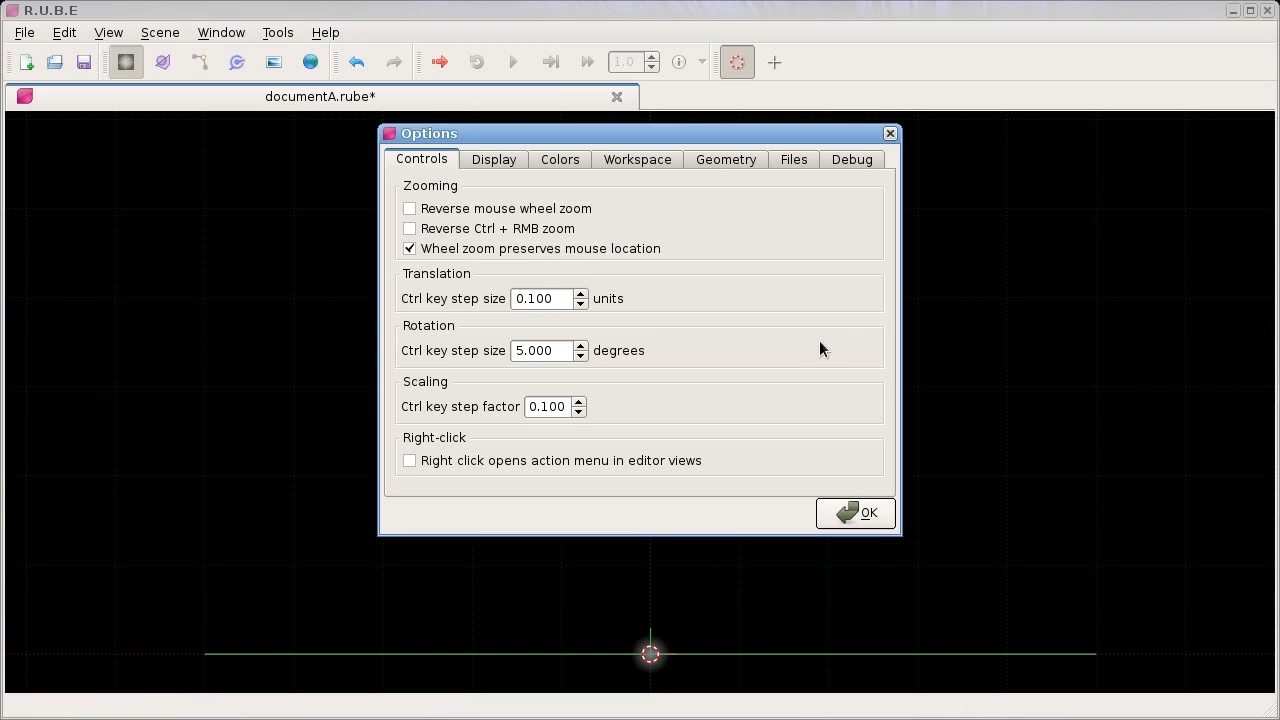 R.U.B.E
File Edit View Scene Window Tools Help
1.0
documentA.rube*
Options
Controls Display Colors Workspace Geometry Files Debug
Zooming
Reverse mouse wheel zoom
Reverse Ctrl + RMB zoom
Wheel zoom preserves mouse location
Translation
Ctrl key step size 0.100 units
Rotation
Ctrl key step size 5.000 degrees
Scaling
Ctrl key step factor 0.100
Right-click
Right click opens action menu in editor views
OK